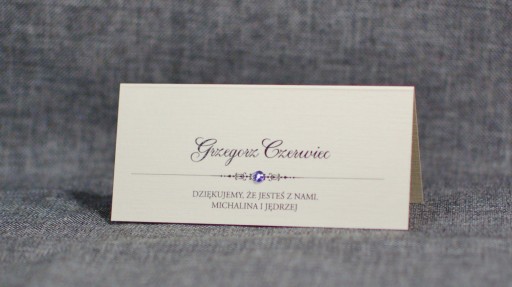 Grzegorz Czerwiec
DZIĘKUJEMY, ŻE JESTEŚ Z NAMI.
MICHALINA I JĘDRZEJ